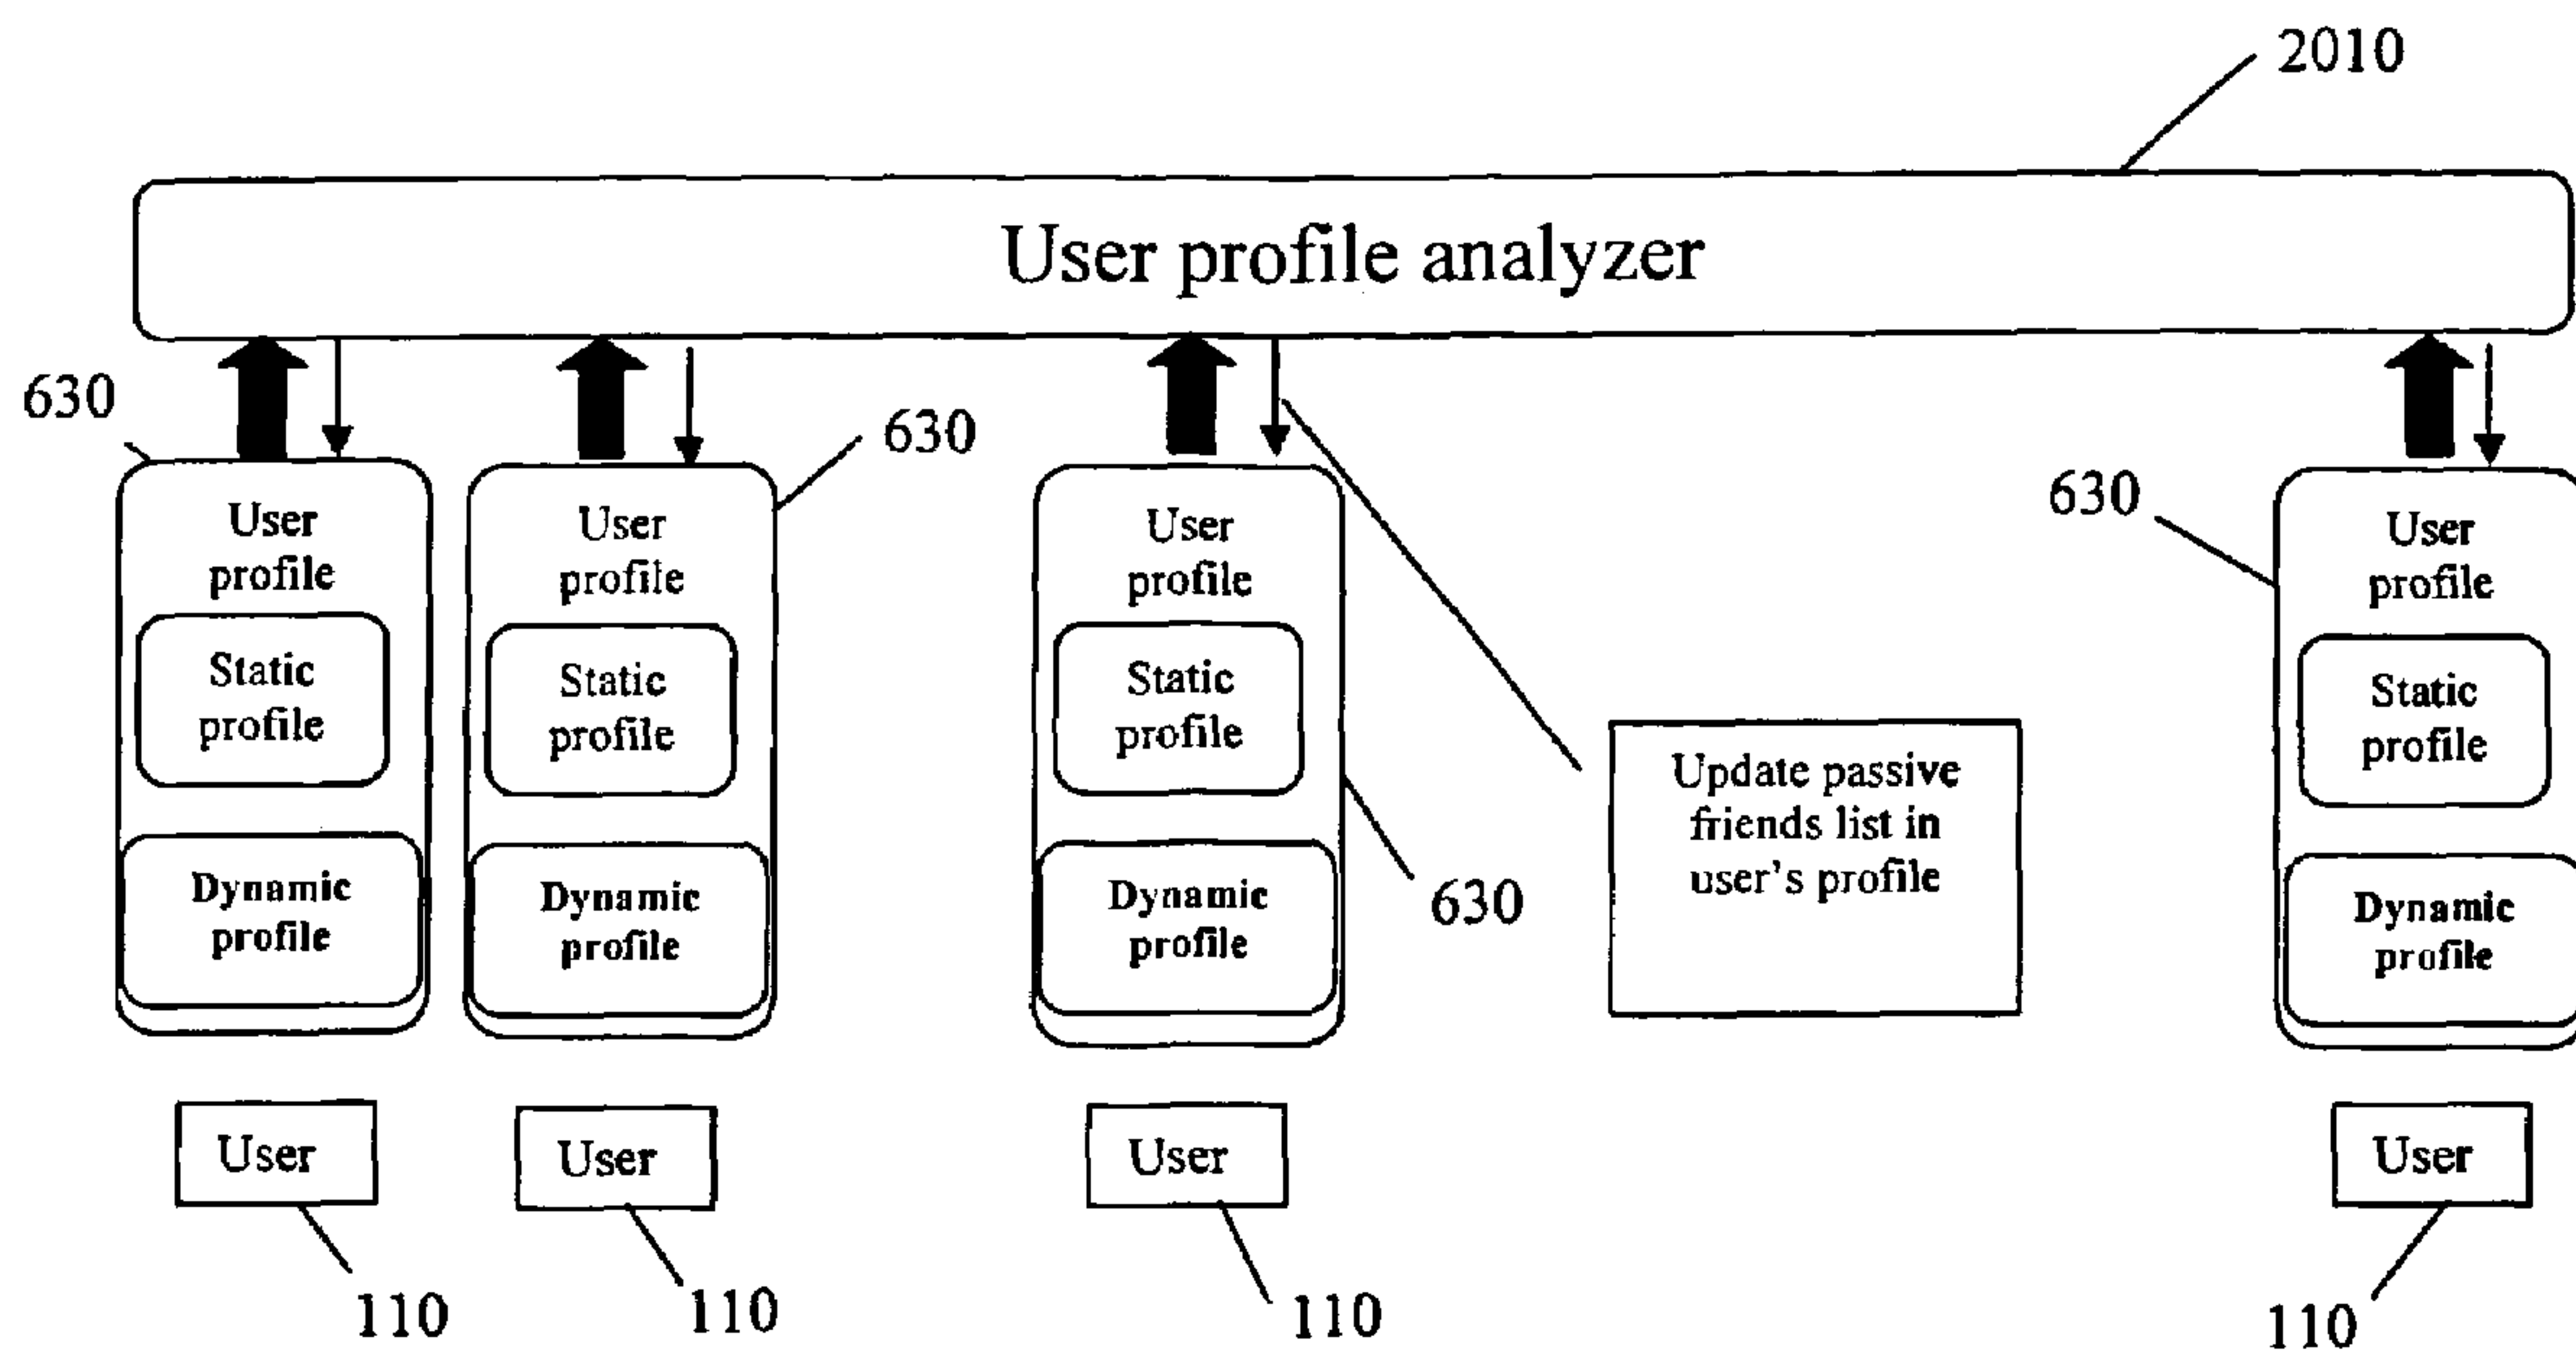 2010
User profile analyzer
630
630
630
630
User
profile
Static
profile
Dynamic
profile
User
profile
Static
profile
Dynamic
profile
User
profile
Static
profile
Dynamic
profile
Update passive
friends list in
user's profile
User
profile
Static
profile
Dynamic
profile
User
User
User
User
110
110
110
110